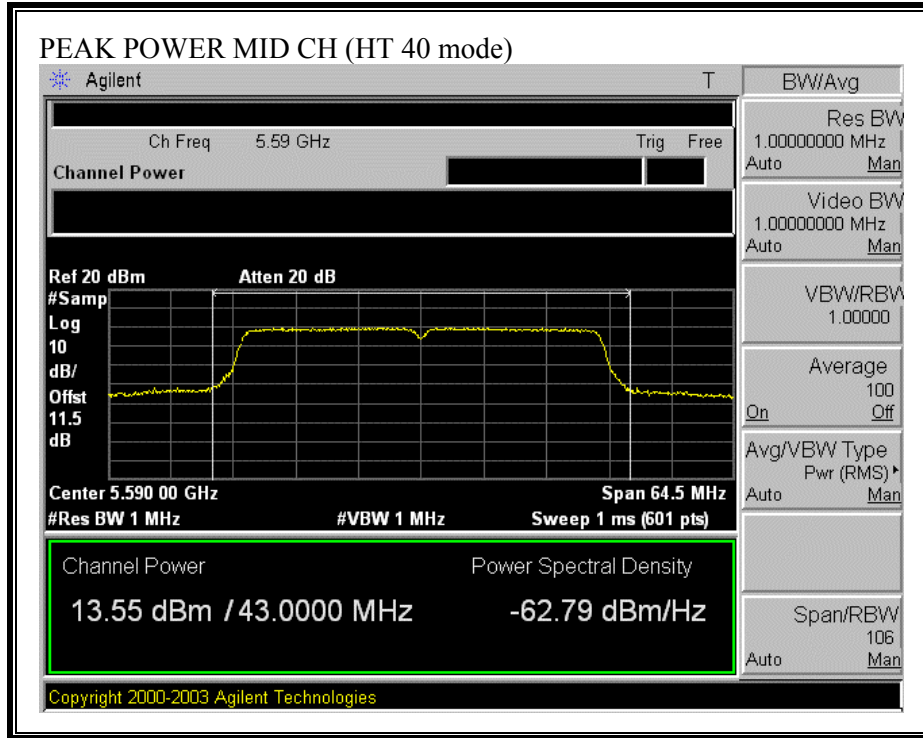 PEAK POWER MID CH (HT 40 mode)
Agilent T
BW/Avg
Ch Freq 5.59 GHz Trig Free
Channel Power
Ref 20 dBm Atten 20 dB
#Samp
Log
10
dB/
Offst
11.5
dB
Center 5.590 00 GHz Span 64.5 MHz
#Res BW 1 MHz #VBW 1 MHz Sweep 1 ms (601 pts)
Channel Power Power Spectral Density
13.55 dBm / 43.0000 MHz -62.79 dBm/Hz
Copyright 2000-2003 Agilent Technologies
Res BW
1.00000000 MHz
Auto Man
Video BW
1.00000000 MHz
Auto Man
VBW/RBW
1.00000
Average
100
On Off
Avg/VBW Type
Pwr (RMS)
Auto Man
Span/RBW
106
Auto Man